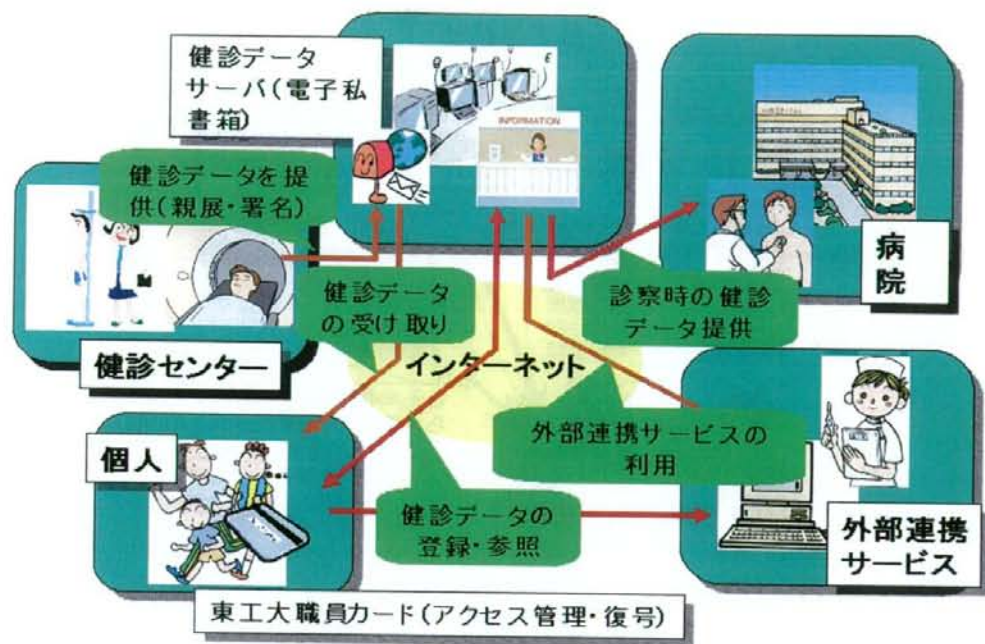 健診データ
サーバ(電子私
書箱)
INFORMATION
健診データを提
供(親展・署名)
健診データ
の受け取り
診察時の健診
データ提供
病
院
健診センター
インターネット
個人
外部連携サービスの
利用
健診データの
登録・参照
外部連携
サービス
東工大職員カード(アクセス管理・復号)